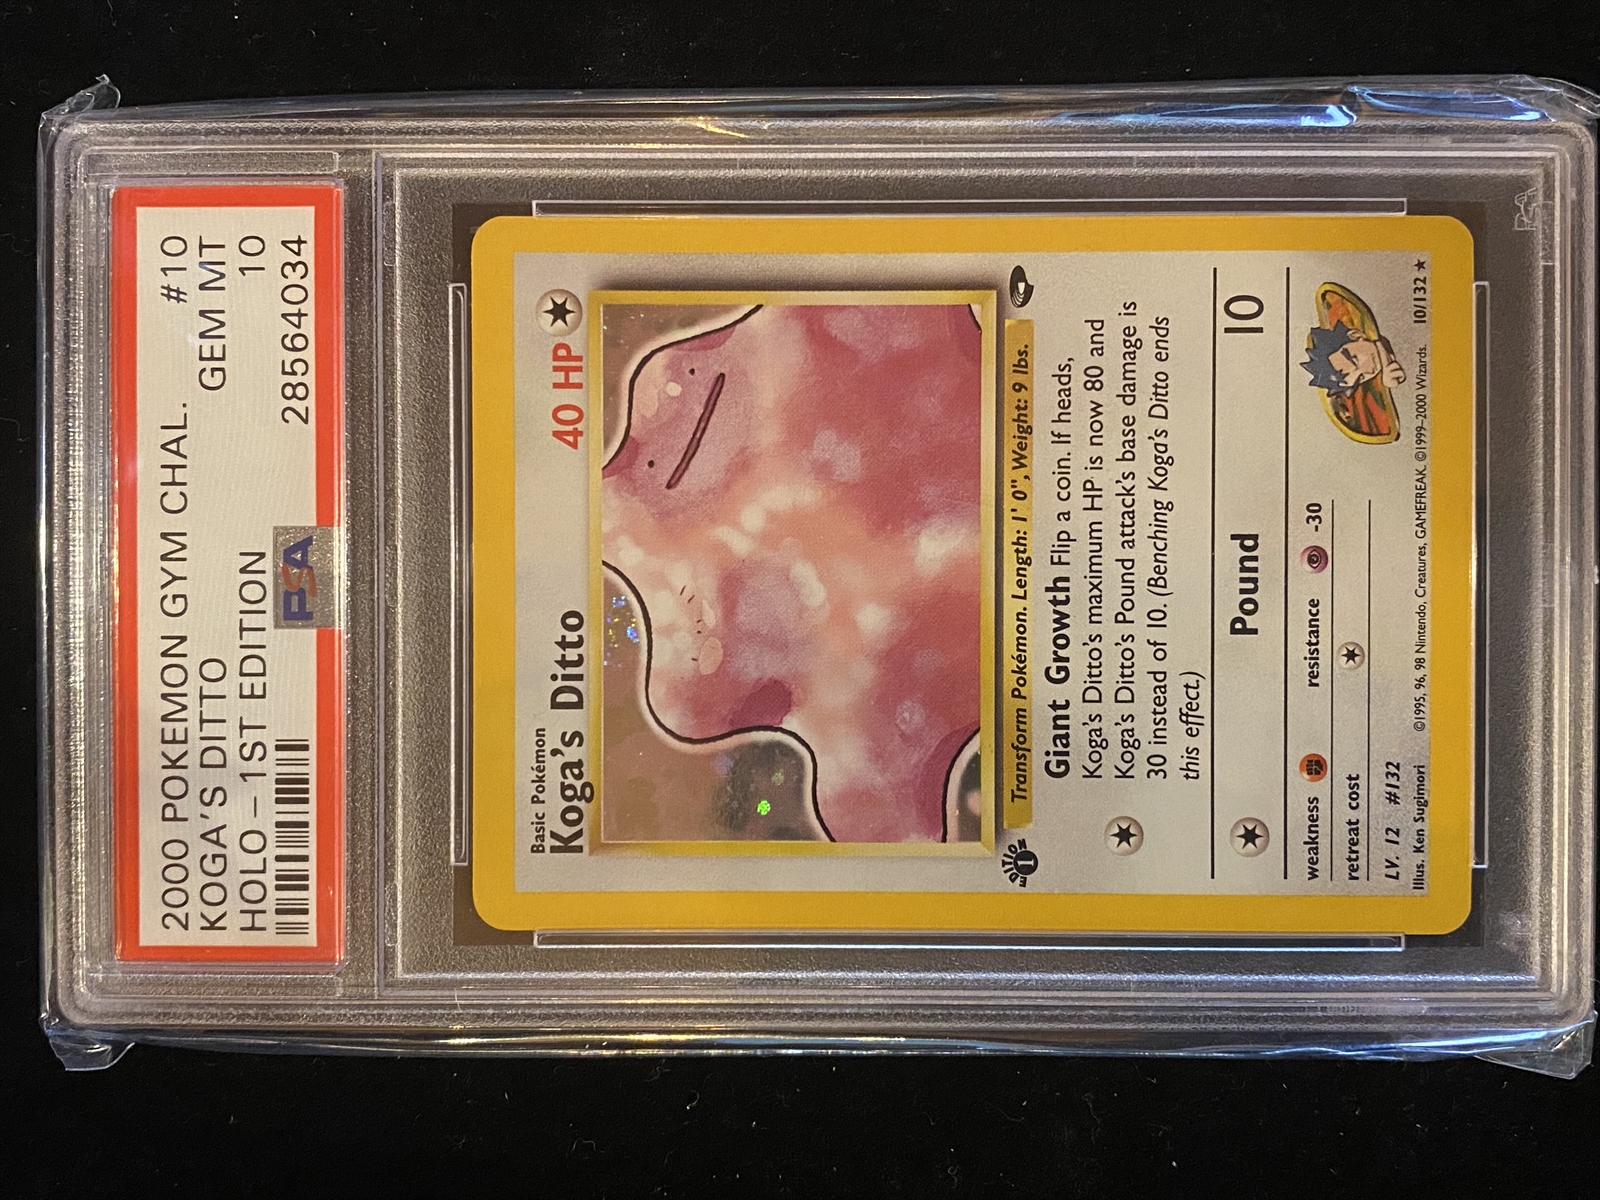 2000 POKEMON GYM CHAL. #10
KOGA'S DITTO GEM MT
HOLO-1ST EDITION 10
28564034
PSA
Basic Pokémon
Koga's Ditto 40 HP
EDITION
1
Transform Pokémon. Length: 1' 0", Weight: 9 lbs.
Giant Growth Flip a coin. If heads,
Koga's Ditto's maximum HP is now 80 and
Koga's Ditto's Pound attack's base damage is
30 instead of 10. (Benching Koga's Ditto ends
this effect.)
Pound 10
weakness resistance -30
retreat cost
LV. 12 #132
Illus. Ken Sugimori ©1995, 96, 98 Nintendo, Creatures, GAMEFREAK. ©1999-2000 Wizards. 10/132 ★
PSA